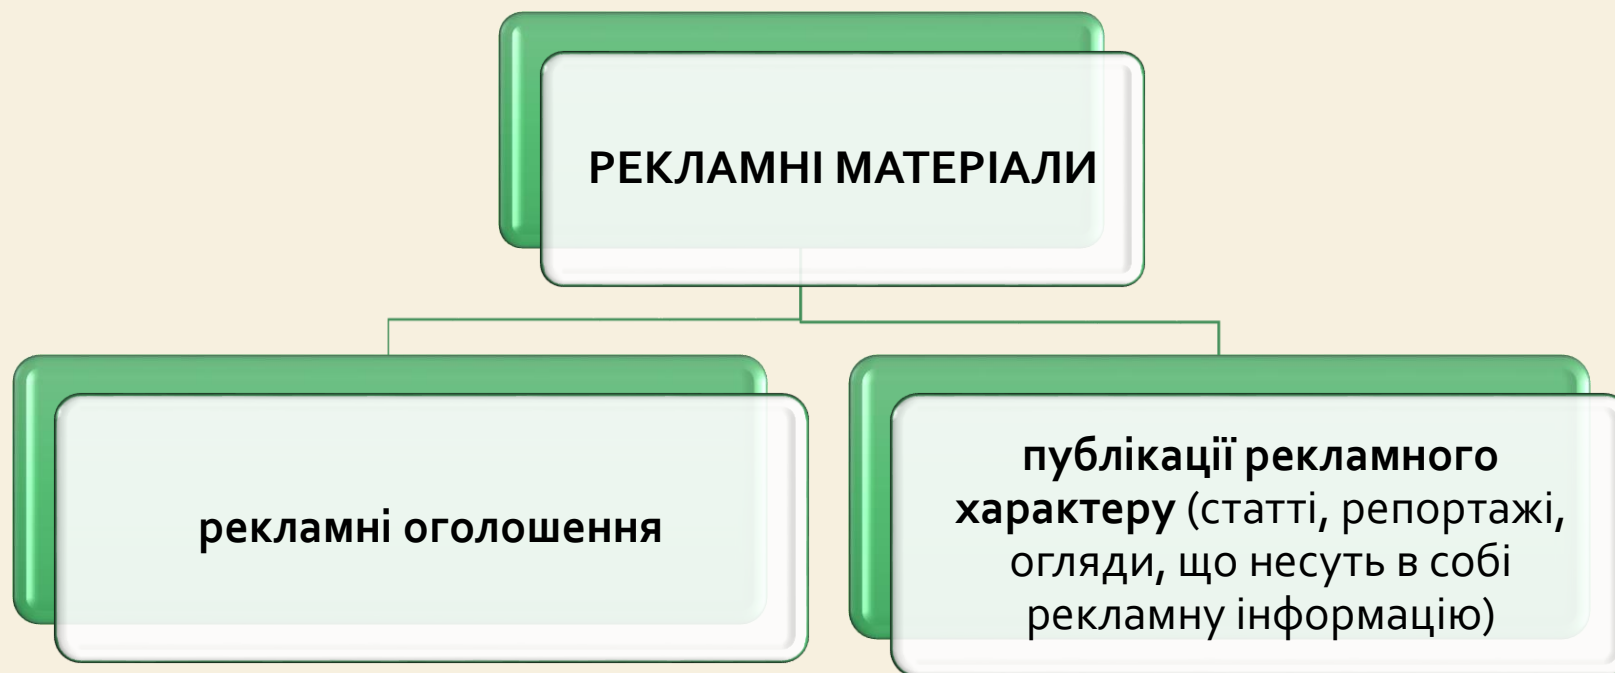 РЕКЛАМНІ МАТЕРІАЛИ
рекламні оголошення
публікації рекламного
характеру (статті, репортажі,
огляди, що несуть в собі
рекламну інформацію)